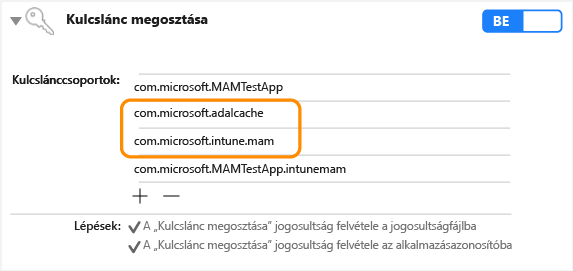 Kulcslánc megosztása
BE
Kulcslánccsoportok:
com.microsoft.MAMTestApp
com.microsoft.adalcache
com.microsoft.intune.mam
com.microsoft.MAMTestApp.intunemam
Lépések: A „Kulcslánc megosztása” jogosultság felvétele a jogosultságfájlba
A „Kulcslánc megosztása” jogosultság felvétele az alkalmazásazonosítóba